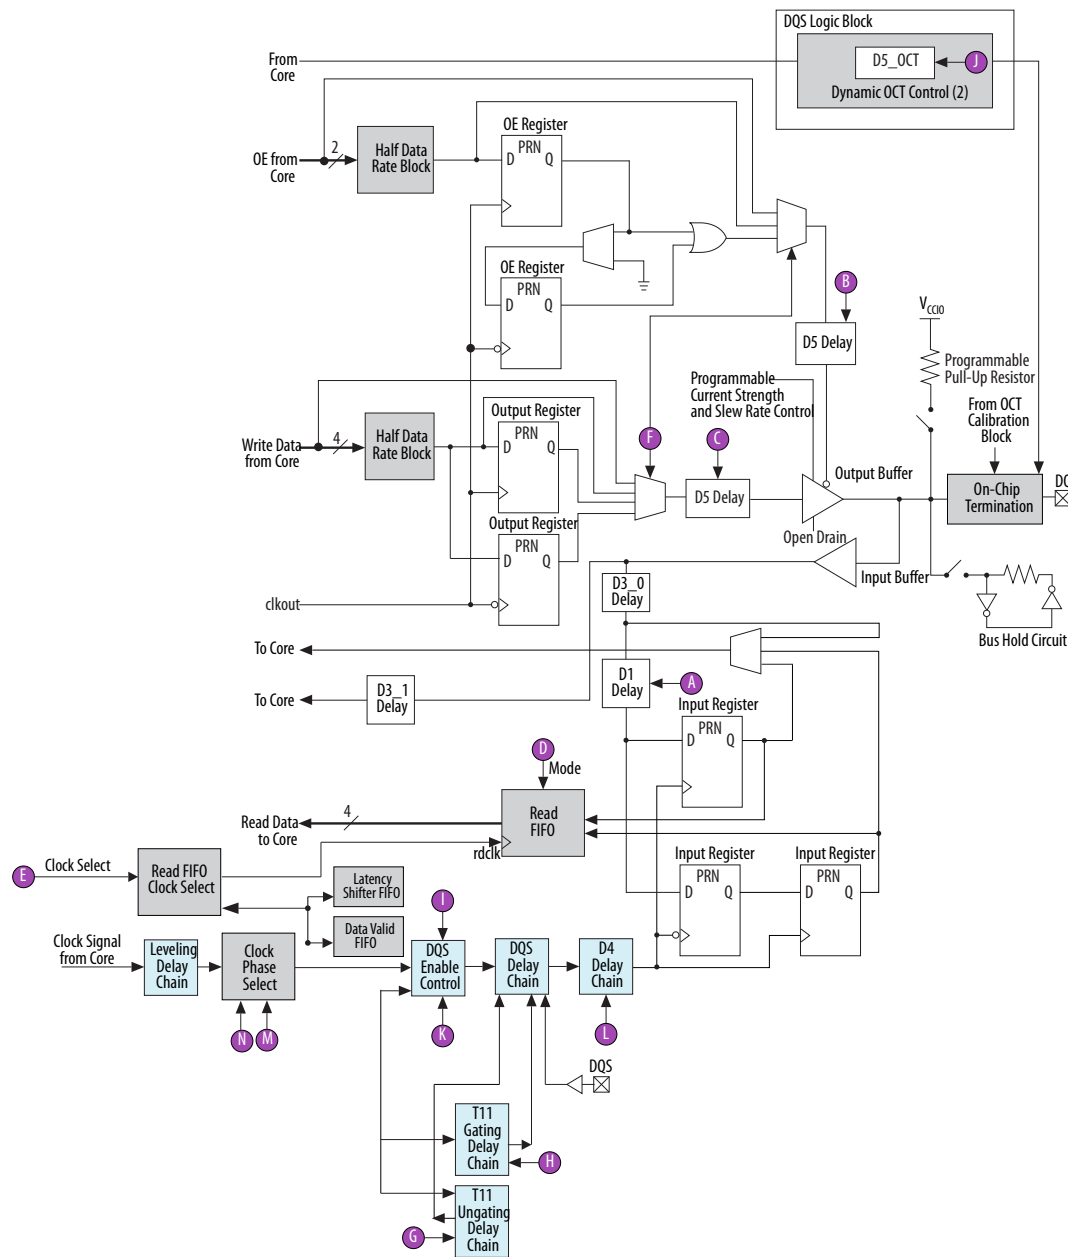 DQS Logic Block
From
Core
D5_OCT
J
Dynamic OCT Control (2)
OE Register
PRN
D
Q
2
Half Data
Rate Block
OE from
Core
OE Register
PRN
D
Q
B
V
CCIO
D5 Delay
Programmable
Pull-Up Resistor
Programmable
Current Strength
and Slew Rate Control
From OCT
Calibration
Block
Output Register
PRN
D
Q
4
Half Data
Rate Block
Write Data
from Core
F
C
Output Buffer
D5 Delay
On-Chip
Termination
DQ
Output Register
PRN
D
Q
Open Drain
Input Buffer
D3_0
Delay
clkout
To Core
Bus Hold Circuit
D1
Delay
A
To Core
D3_1
Delay
Input Register
PRN
D
Q
D
Mode
Read
FIFO
4
Read Data
to Core
rdclk
Clock Select
E
Read FIFO
Clock Select
Latency
Shifter FIFO
Data Valid
FIFO
Input Register
PRN
D
Q
Input Register
PRN
D
Q
I
Clock Signal
from Core
Leveling
Delay
Chain
Clock
Phase
Select
DQS
Enable
Control
DQS
Delay
Chain
D4
Delay
Chain
N
M
K
L
DQS
T11
Gating
Delay
Chain
H
T11
Ungating
Delay
Chain
G